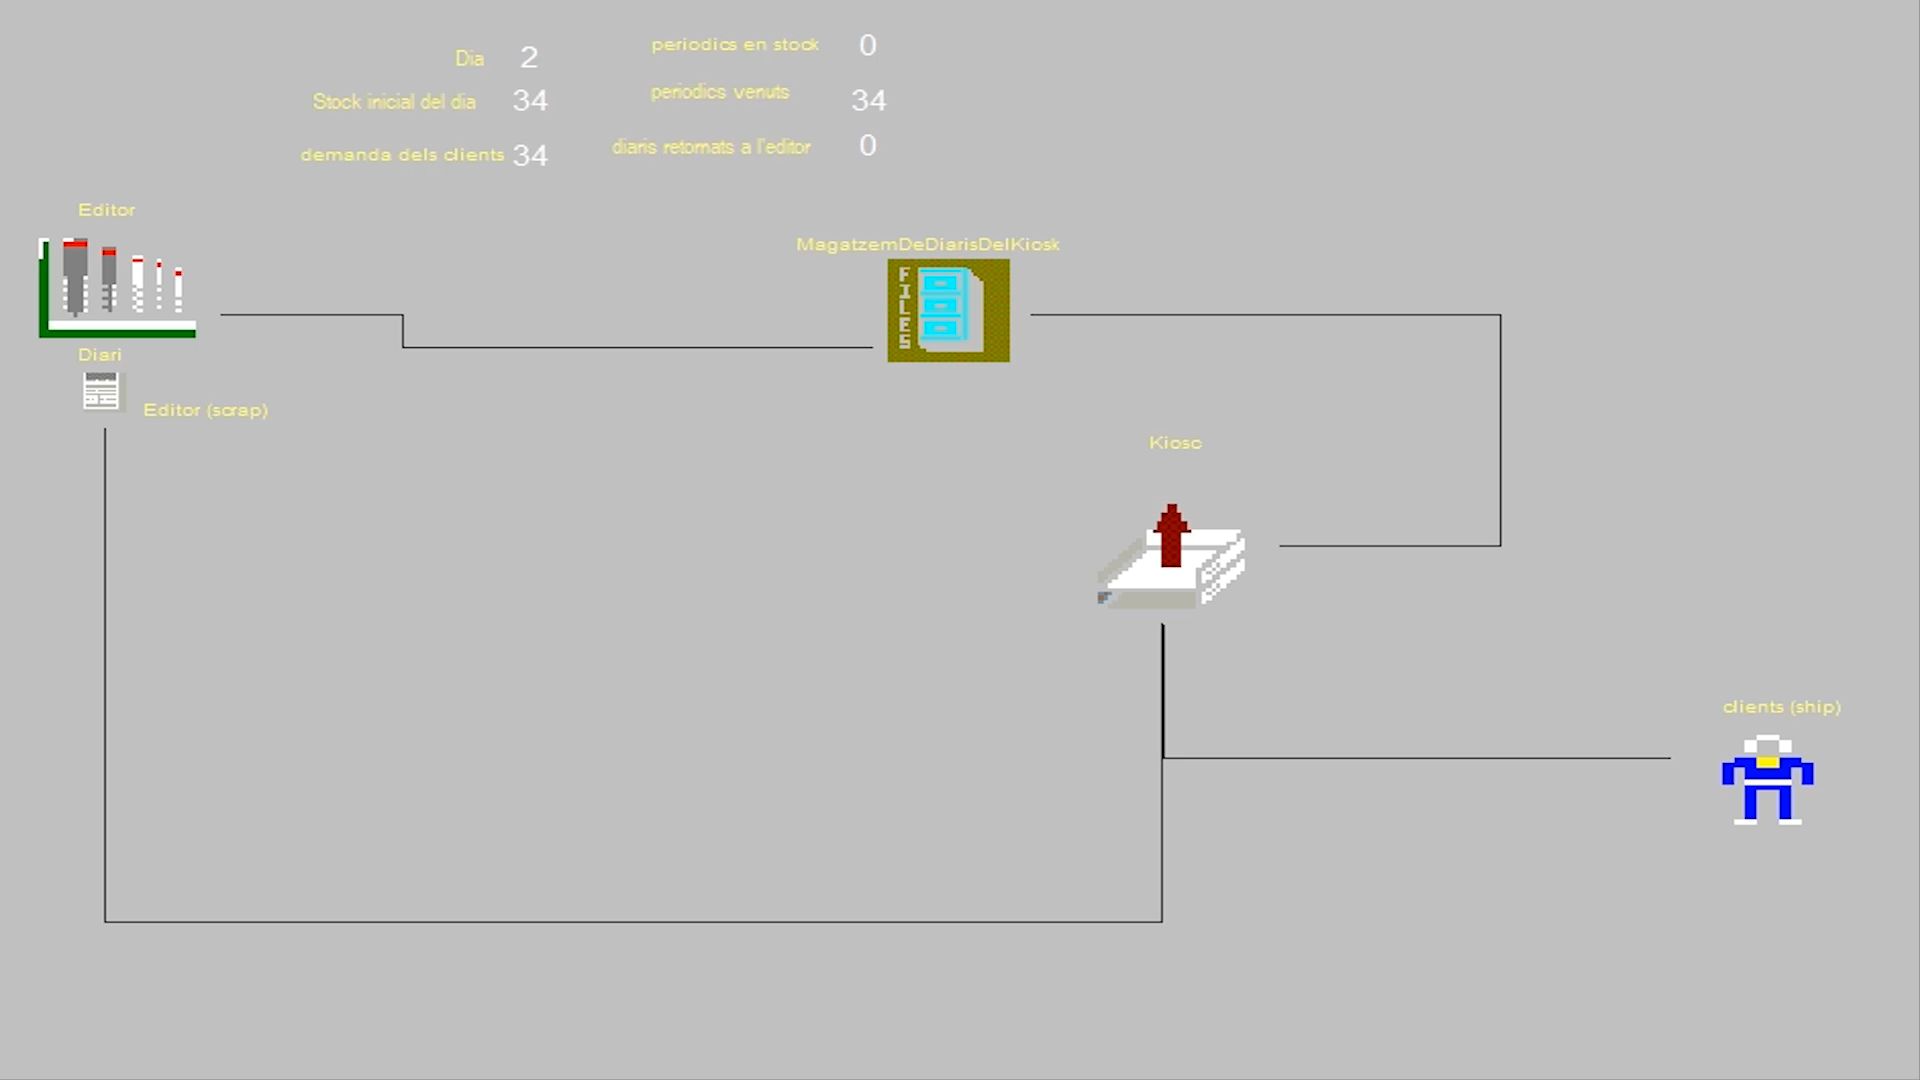 Dia 2
periodics en stock 0
Stock inicial del dia 34
periodics venuts 34
demanda dels clients 34
diaris retornats a l'editor 0
Editor
MagatzemDeDiarisDelKiosk
FILES
Diari
Editor (scrap)
Kiosc
clients (ship)